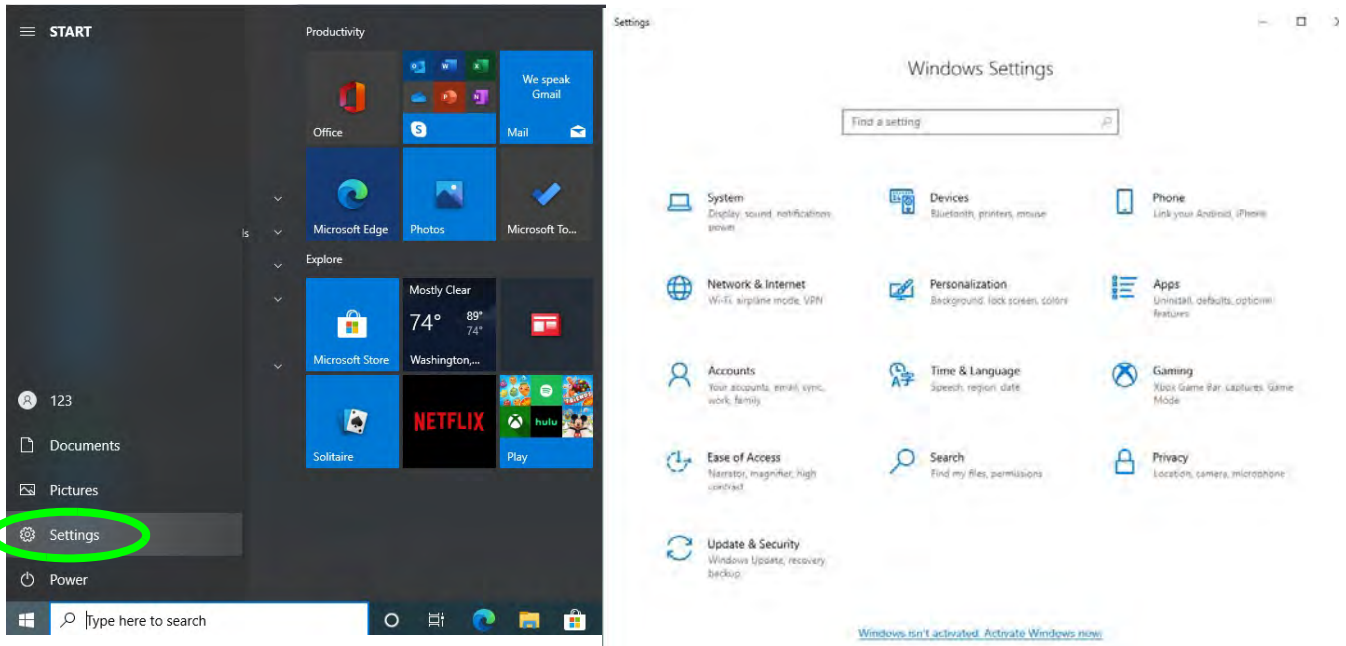 START
Productivity
We speak
Gmail
Office
S
Mail
Microsoft Edge
Photos
Microsoft To...
ls
Explore
Mostly Clear
74° 89°
74°
Microsoft Store
Washington,...
NETFLIX
hulu
Solitaire
Play
123
Documents
Pictures
Settings
Power
Type here to search
Settings
Windows Settings
Find a setting
System
Display, sound, notifications,
power
Devices
Bluetooth, printers, mouse
Phone
Link your Android, iPhone
Network & Internet
Wi-Fi, airplane mode, VPN
Personalization
Background, lock screen, colors
Apps
Uninstall, defaults, optional
features
Accounts
Your accounts, email, sync,
work, family
Time & Language
Speech, region, date
Gaming
Xbox Game Bar, captures, Game
Mode
Ease of Access
Narrator, magnifier, high
contrast
Search
Find my files, permissions
Privacy
Location, camera, microphone
Update & Security
Windows Update, recovery,
backup
Windows isn't activated. Activate Windows now.